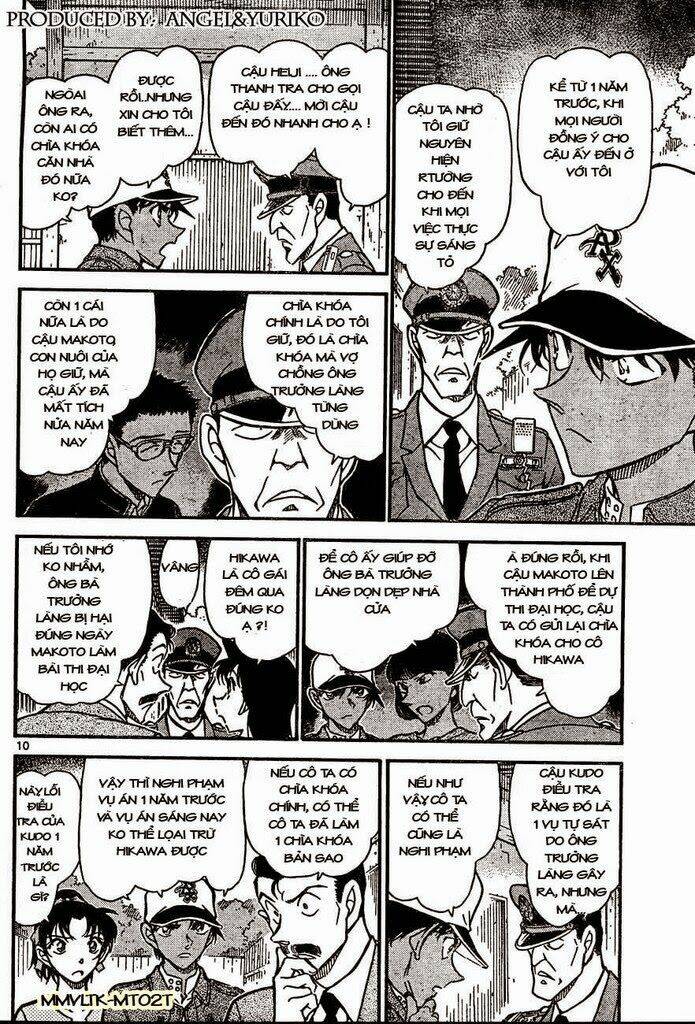 PRODUCED BY: ANGEL&YURIKO
KỂ TỪ 1 NĂM
TRƯỚC, KHI
MỌI NGƯỜI
ĐỒNG Ý CHO
CẬU ẤY ĐẾN Ở
VỚI TÔI
CẬU TA NHỜ
TÔI GIỮ
NGUYÊN
HIỆN
RTƯỜNG
CHO ĐẾN
KHI MỌI
VIỆC THỰC
SỰ SÁNG
TỎ
CẬU HEIJI .... ÔNG
THANH TRA CHO GỌI
CẬU ĐẤY.... MỜI CẬU
ĐẾN ĐÓ NHANH CHO Ạ !
ĐƯỢC
RỒI..NHƯNG
XIN CHO TÔI
BIẾT THÊM...
NGÒAI
ÔNG RA,
CÒN AI CÓ
CHÌA KHÓA
CĂN NHÀ
ĐÓ NỮA
KO?
CHÌA KHÓA
CHÍNH LÀ DO TÔI
GIỮ, ĐÓ LÀ CHÌA
KHÓA MÀ VỢ
CHỒNG ÔNG
TRƯỞNG LÀNG
TỪNG
DÙNG
CÒN 1 CÁI
NỮA LÀ DO
CẬU MAKOTO,
CON NUÔI CỦA
HỌ GIỮ, MÀ
CẬU ẤY ĐÃ
MẤT TÍCH
NỬA NĂM
NAY
À ĐÚNG RỒI, KHI
CẬU MAKOTO LÊN
THÀNH PHỐ ĐỂ DỰ
THI ĐẠI HỌC, CẬU
TA CÓ GỬI LẠI CHÌA
KHÓA CHO CÔ
HIKAWA
ĐỂ CÔ ẤY GIÚP ĐỠ
ÔNG BÀ TRƯỞNG
LÀNG DỌN DẸP NHÀ
CỬA
HIKAWA
LÀ CÔ GÁI
ĐÊM QUA
ĐÚNG KO
Ạ ?!
VÂNG
NẾU TÔI NHỚ
KO NHẦM,
ÔNG BÀ
TRƯỞNG
LÀNG BỊ HẠI
ĐÚNG NGÀY
MAKOTO LÀM
BÀI THI ĐẠI
HỌC
10
CẬU KUDO ĐIỀU
TRA RẰNG ĐÓ LÀ
1 VỤ TỰ SÁT
DO ÔNG
TRƯỞNG
LÀNG GÂY
RA, NHƯNG
MÀ
NẾU NHƯ
VẬY, CÔ TA
CÓ THỂ
CŨNG LÀ
NGHI PHẠM
NẾU CÔ TA CÓ
CHÌA KHÓA
CHÍNH, CÓ THỂ
CÔ TA ĐÃ LÀM
1 CHÌA KHÓA
BẢN SAO
VẬY THÌ NGHI PHẠM
VỤ ÁN 1 NĂM TRƯỚC
VÀ VỤ ÁN SÁNG NAY
KO THỂ LỌAI TRỪ
HIKAWA ĐƯỢC
NÀY LỜI
ĐIỀU
TRA CỦA
KUDO 1
NĂM
TRƯỚC
LÀ
GÌ?
MMVLTK-MT02T